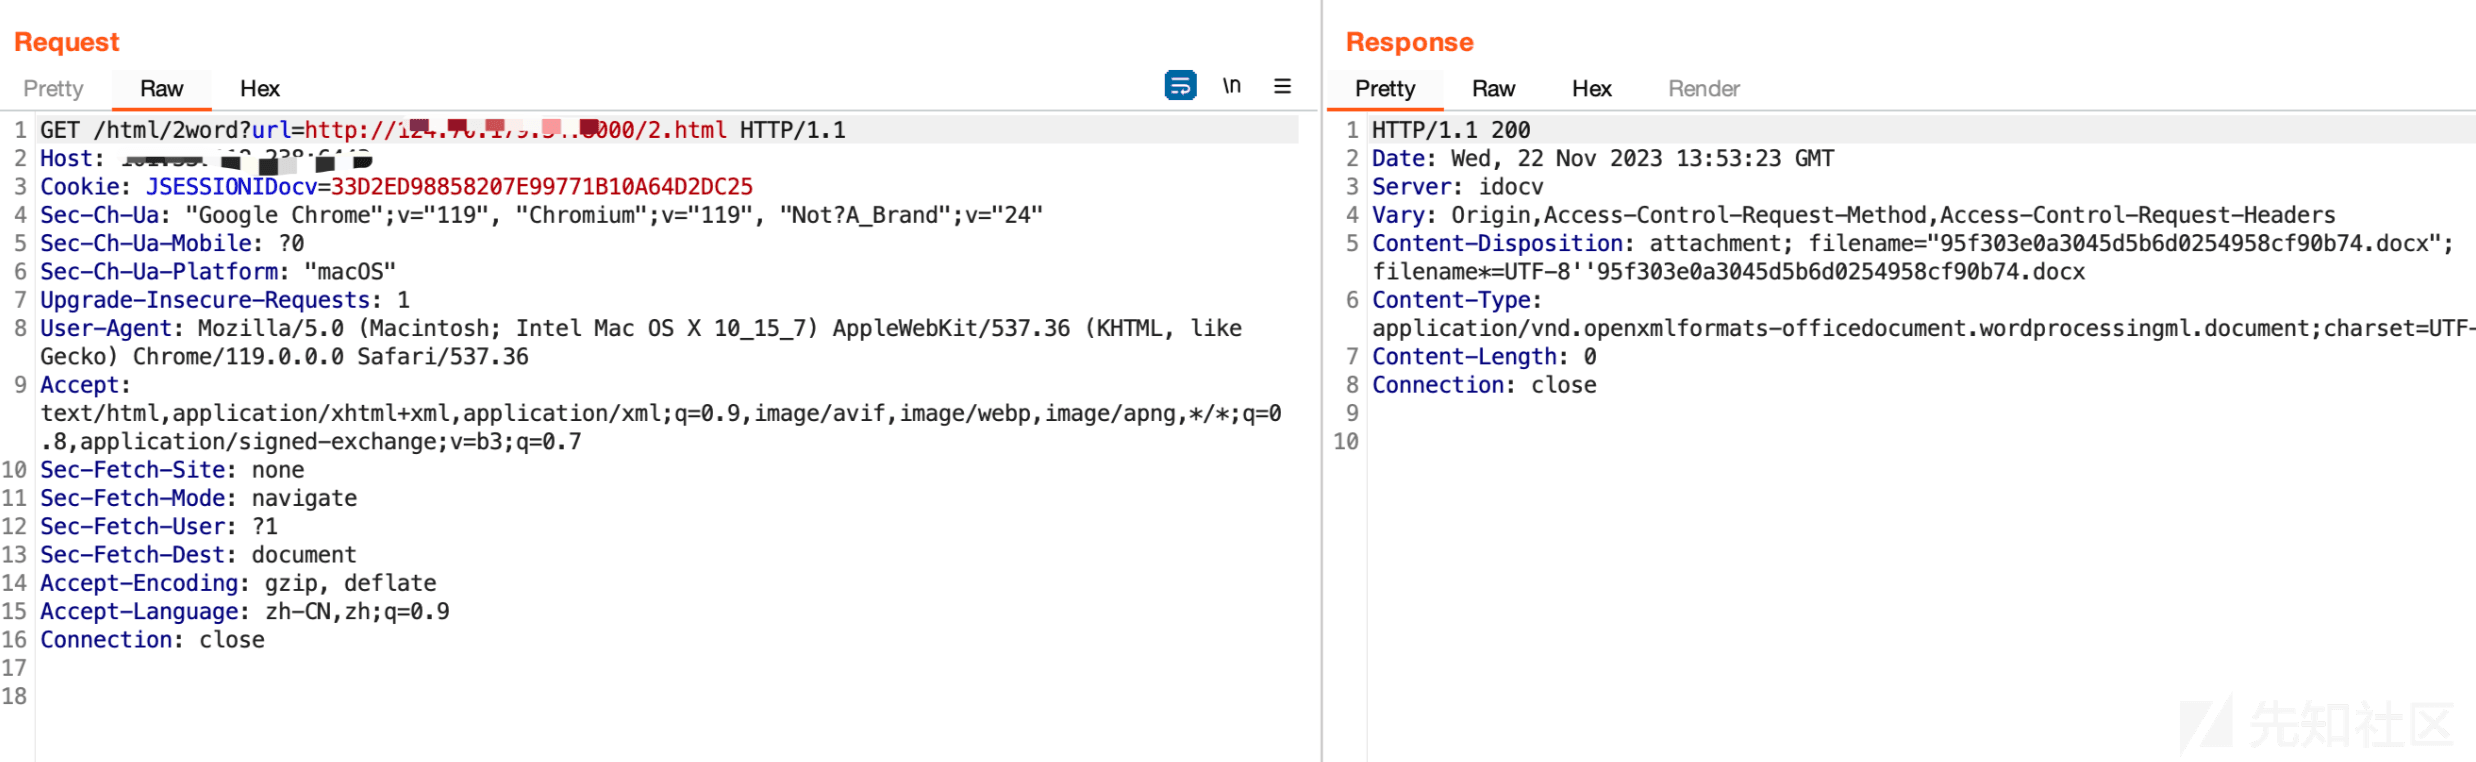 Request
Pretty Raw Hex \n
1 GET /html/2word?url=http:// 000/2.html HTTP/1.1
2 Host:
3 Cookie: JSESSIONIDocv=33D2ED98858207E99771B10A64D2DC25
4 Sec-Ch-Ua: "Google Chrome";v="119", "Chromium";v="119", "Not?A_Brand";v="24"
5 Sec-Ch-Ua-Mobile: ?0
6 Sec-Ch-Ua-Platform: "macOS"
7 Upgrade-Insecure-Requests: 1
8 User-Agent: Mozilla/5.0 (Macintosh; Intel Mac OS X 10_15_7) AppleWebKit/537.36 (KHTML, like
Gecko) Chrome/119.0.0.0 Safari/537.36
9 Accept:
text/html,application/xhtml+xml,application/xml;q=0.9,image/avif,image/webp,image/apng,*/*;q=0
.8,application/signed-exchange;v=b3;q=0.7
10 Sec-Fetch-Site: none
11 Sec-Fetch-Mode: navigate
12 Sec-Fetch-User: ?1
13 Sec-Fetch-Dest: document
14 Accept-Encoding: gzip, deflate
15 Accept-Language: zh-CN,zh;q=0.9
16 Connection: close
17
18
Response
Pretty Raw Hex Render
1 HTTP/1.1 200
2 Date: Wed, 22 Nov 2023 13:53:23 GMT
3 Server: idocv
4 Vary: Origin,Access-Control-Request-Method,Access-Control-Request-Headers
5 Content-Disposition: attachment; filename="95f303e0a3045d5b6d0254958cf90b74.docx";
filename*=UTF-8''95f303e0a3045d5b6d0254958cf90b74.docx
6 Content-Type:
application/vnd.openxmlformats-officedocument.wordprocessingml.document;charset=UTF-
7 Content-Length: 0
8 Connection: close
9
10
先知社区